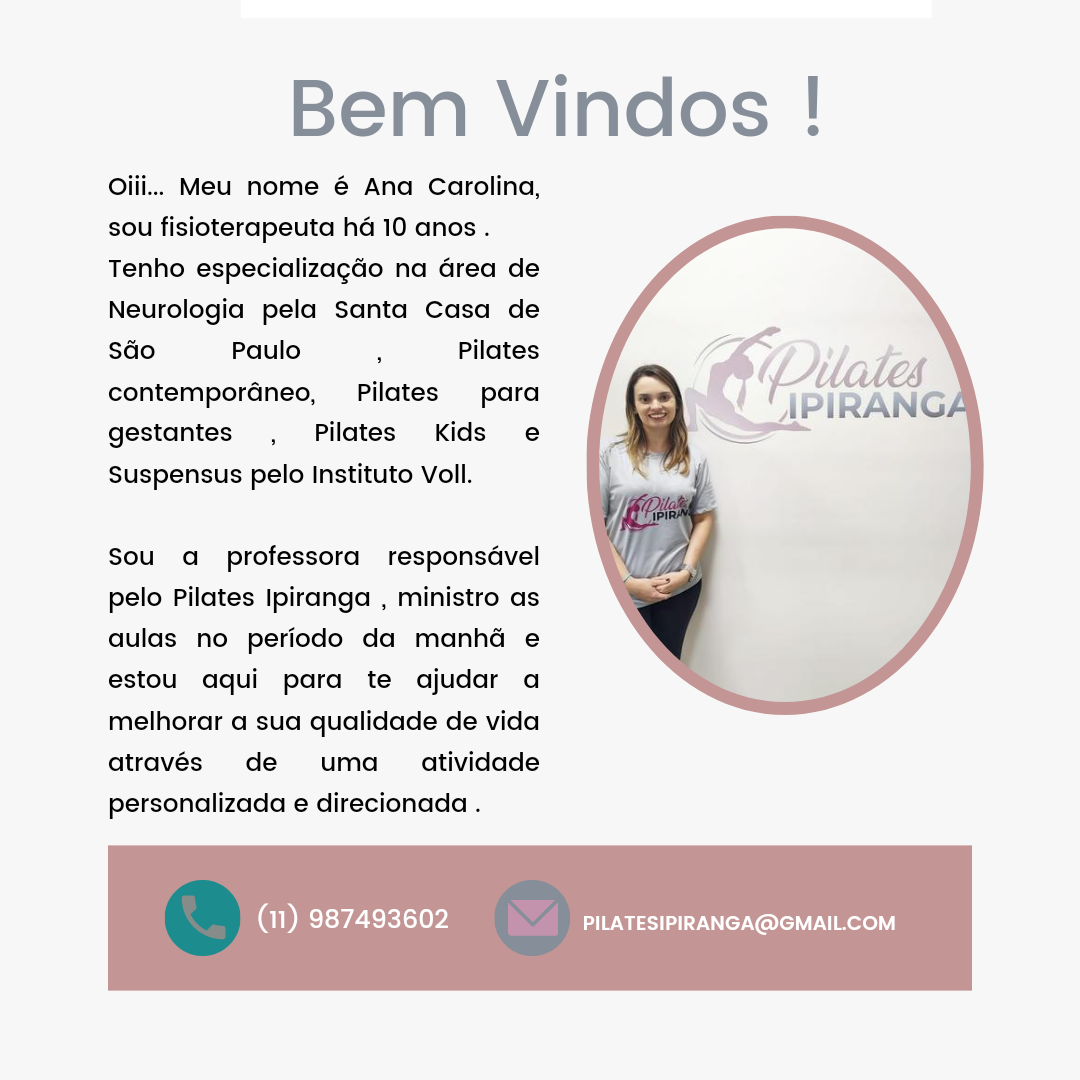 Bem Vindos !
Oiii... Meu nome é Ana Carolina,
sou fisioterapeuta há 10 anos .
Tenho especialização na área de
Neurologia pela Santa Casa de
São Paulo , Pilates
contemporâneo, Pilates para
gestantes , Pilates Kids e
Suspensus pelo Instituto Voll.
Sou a professora responsável
pelo Pilates Ipiranga , ministro as
aulas no período da manhã e
estou aqui para te ajudar a
melhorar a sua qualidade de vida
através de uma atividade
personalizada e direcionada .
Pilates
IPIRANGA
Pilates
IPIRAN
(11) 987493602
PILATESIPIRANGA@GMAIL.COM